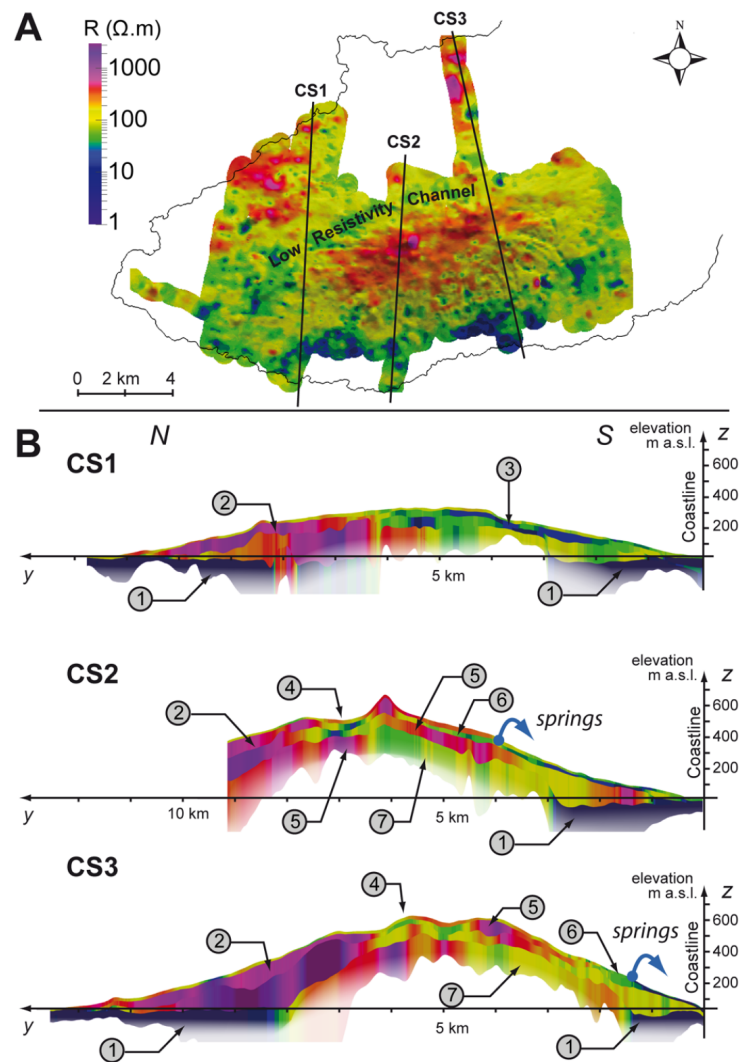 A
R (Ω.m)
1000
100
10
1
CS1
CS2
CS3
N
Low Resistivity Channel
0 2 km 4
B
N
S
CS1
elevation
m a.s.l.
Z
Coastline
600
400
200
2
3
1
1
y
5 km
CS2
elevation
m a.s.l.
Z
Coastline
600
400
200
2
4
5
6
springs
5
7
1
y
10 km
5 km
CS3
elevation
m a.s.l.
Z
Coastline
600
400
200
4
5
2
6
springs
7
1
1
y
5 km